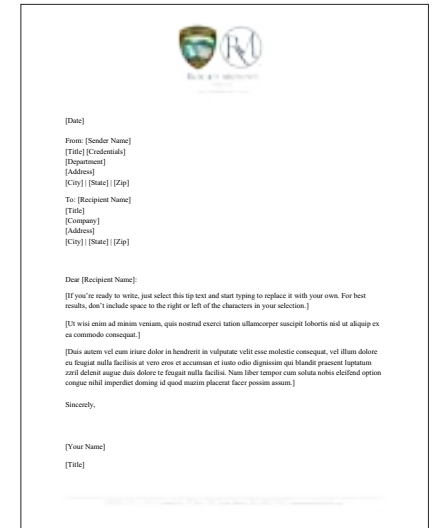 [Date]
From: [Sender Name]
[Title] [Credentials]
[Department]
[Address]
[City] | [State] | [Zip]
To: [Recipient Name]
[Title]
[Company]
[Address]
[City] | [State] | [Zip]
Dear [Recipient Name]:
[If you're ready to write, just select this tip text and start typing to replace it with your own. For best
results, don't include space to the right or left of the characters in your selection.]
[Ut wisi enim ad minim veniam, quis nostrud exerci tation ullamcorper suscipit lobortis nisl ut aliquip ex
ea commodo consequat.]
[Duis autem vel eum iriure dolor in hendrerit in vulputate velit esse molestie consequat, vel illum dolore
eu feugiat nulla facilisis at vero eros et accumsan et iusto odio dignissim qui blandit praesent luptatum
zzril delenit augue duis dolore te feugait nulla facilisi. Nam liber tempor cum soluta nobis eleifend option
congue nihil imperdiet doming id quod mazim placerat facer possim assum.]
Sincerely,
[Your Name]
[Title]